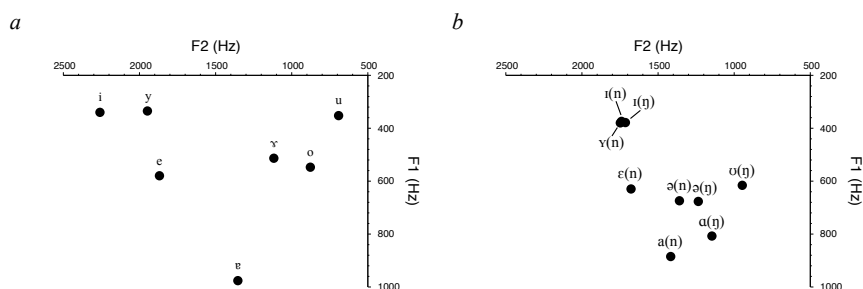 a
F2 (Hz)
2500 2000 1500 1000 500
200
400
600
800
1000
F1 (Hz)
i
y
u
e
ɤ
o
ɐ
b
F2 (Hz)
2500 2000 1500 1000 500
200
400
600
800
1000
F1 (Hz)
ɪ(n)
ɪ(ŋ)
ʏ(n)
ɛ(n)
ə(n)
ə(ŋ)
ʊ(ŋ)
ɑ(ŋ)
a(n)